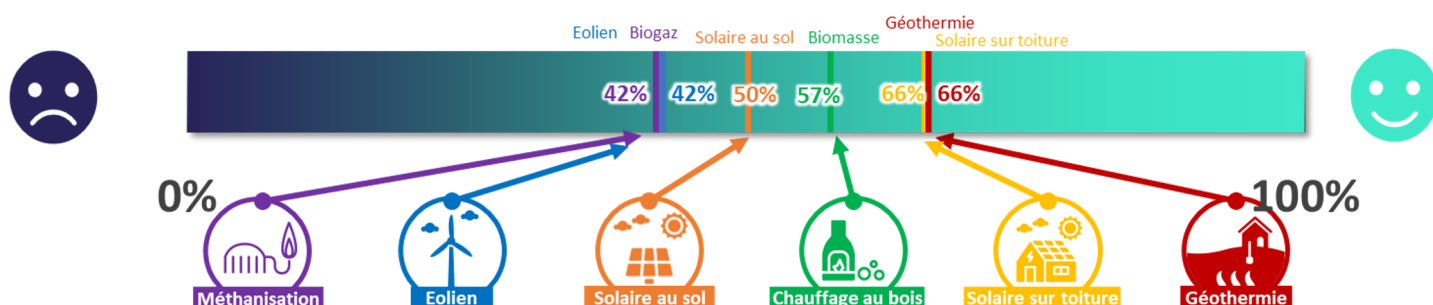 Géothermie
Eolien Biogaz Solaire au sol Biomasse Solaire sur toiture
42% 42% 50% 57% 66% 66%
0% 100%
Méthanisation Eolien Solaire au sol Chauffage au bois Solaire sur toiture Géothermie